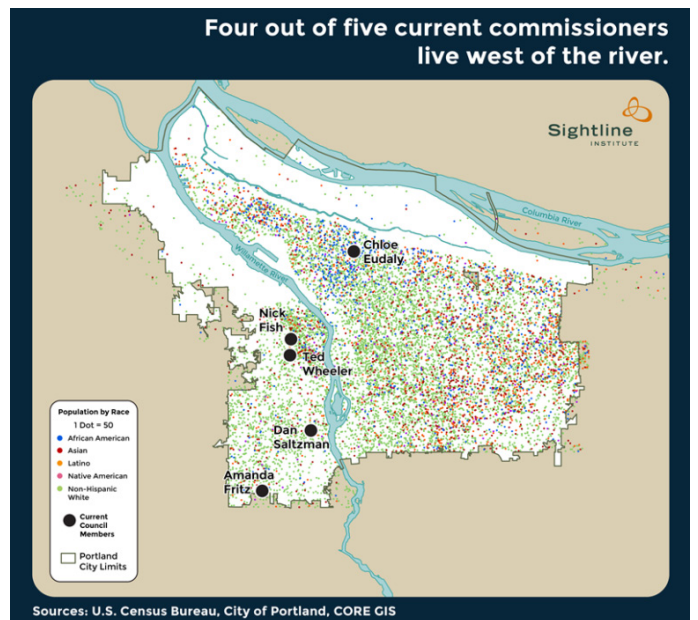 Four out of five current commissioners
live west of the river.
Sightline
INSTITUTE
Columbia River
Willamette River
Chloe
Eudaly
Nick
Fish
Ted
Wheeler
Dan
Saltzman
Amanda
Fritz
Population by Race
1 Dot = 50
African American
Asian
Latino
Native American
Non-Hispanic
White
Current
Council
Members
Portland
City Limits
Sources: U.S. Census Bureau, City of Portland, CORE GIS